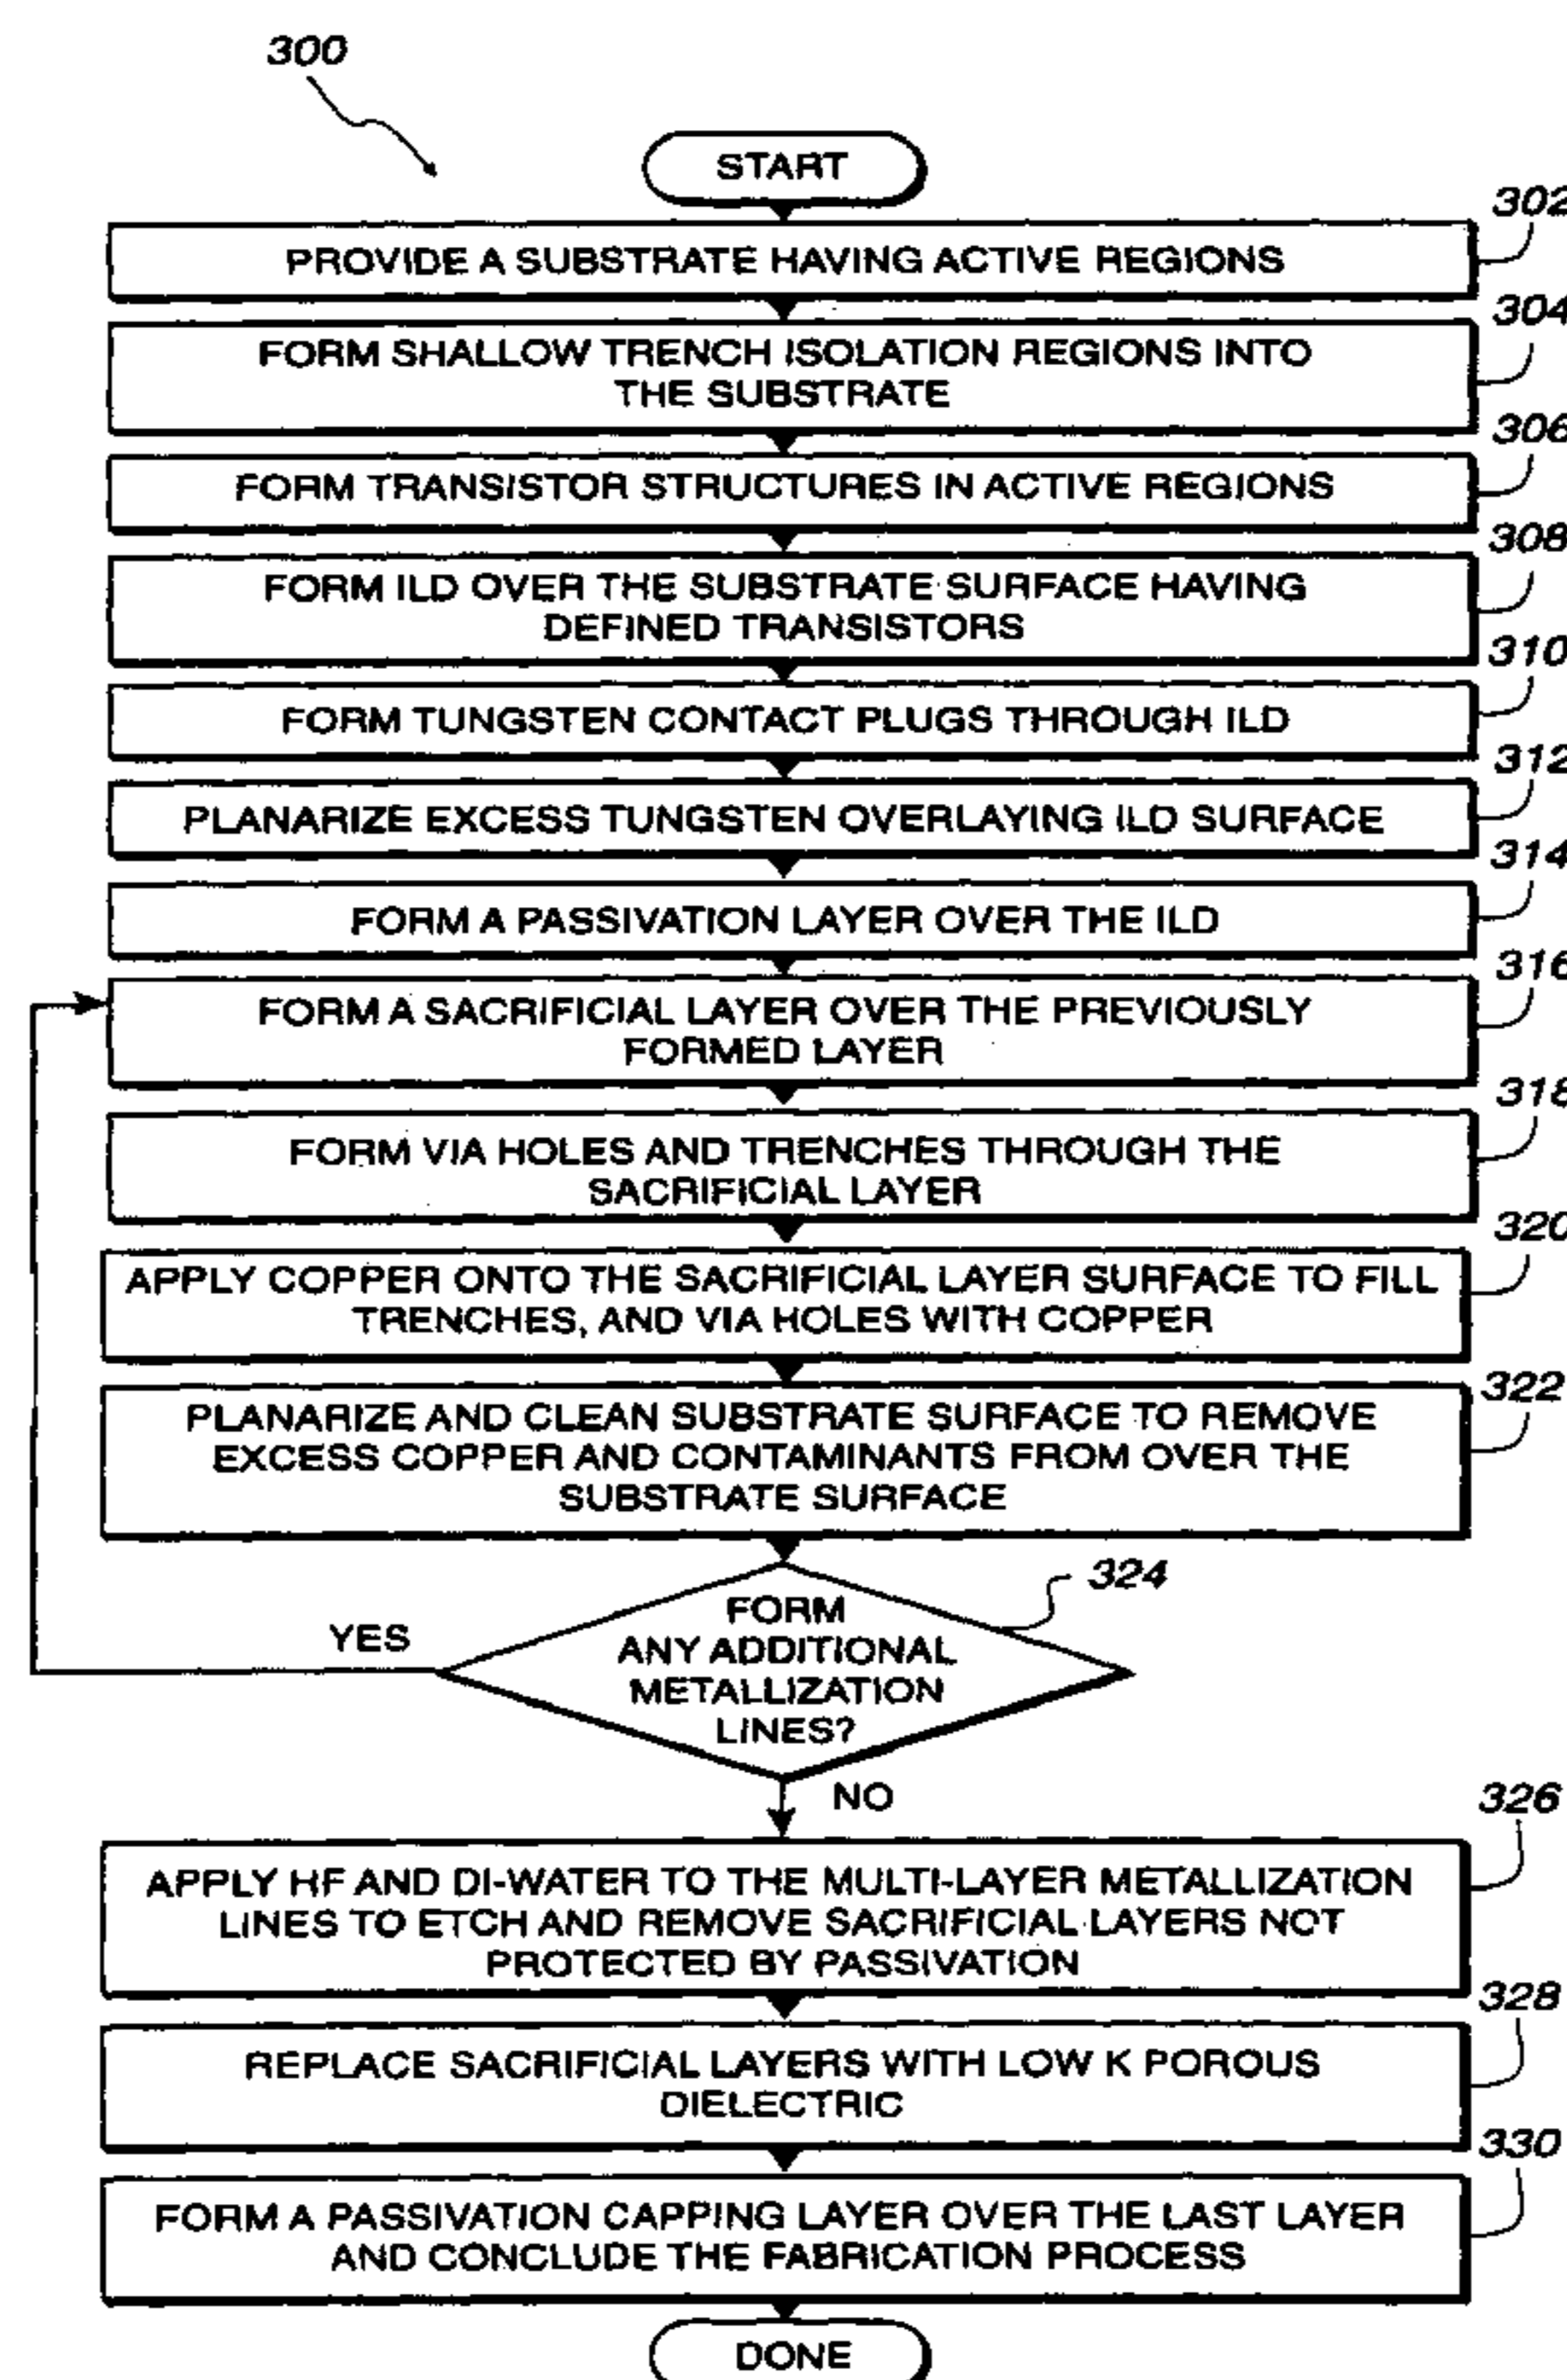 300
START
302
PROVIDE A SUBSTRATE HAVING ACTIVE REGIONS
304
FORM SHALLOW TRENCH ISOLATION REGIONS INTO
THE SUBSTRATE
306
FORM TRANSISTOR STRUCTURES IN ACTIVE REGIONS
308
FORM ILD OVER THE SUBSTRATE SURFACE HAVING
DEFINED TRANSISTORS
310
FORM TUNGSTEN CONTACT PLUGS THROUGH ILD
312
PLANARIZE EXCESS TUNGSTEN OVERLAYING ILD SURFACE
314
FORM A PASSIVATION LAYER OVER THE ILD
316
FORM A SACRIFICIAL LAYER OVER THE PREVIOUSLY
FORMED LAYER
318
FORM VIA HOLES AND TRENCHES THROUGH THE
SACRIFICIAL LAYER
320
APPLY COPPER ONTO THE SACRIFICIAL LAYER SURFACE TO FILL
TRENCHES, AND VIA HOLES WITH COPPER
322
PLANARIZE AND CLEAN SUBSTRATE SURFACE TO REMOVE
EXCESS COPPER AND CONTAMINANTS FROM OVER THE
SUBSTRATE SURFACE
324
FORM
ANY ADDITIONAL
METALLIZATION
LINES?
YES
NO
326
APPLY HF AND DI-WATER TO THE MULTI-LAYER METALLIZATION
LINES TO ETCH AND REMOVE SACRIFICIAL LAYERS NOT
PROTECTED BY PASSIVATION
328
REPLACE SACRIFICIAL LAYERS WITH LOW K POROUS
DIELECTRIC
330
FORM A PASSIVATION CAPPING LAYER OVER THE LAST LAYER
AND CONCLUDE THE FABRICATION PROCESS
DONE